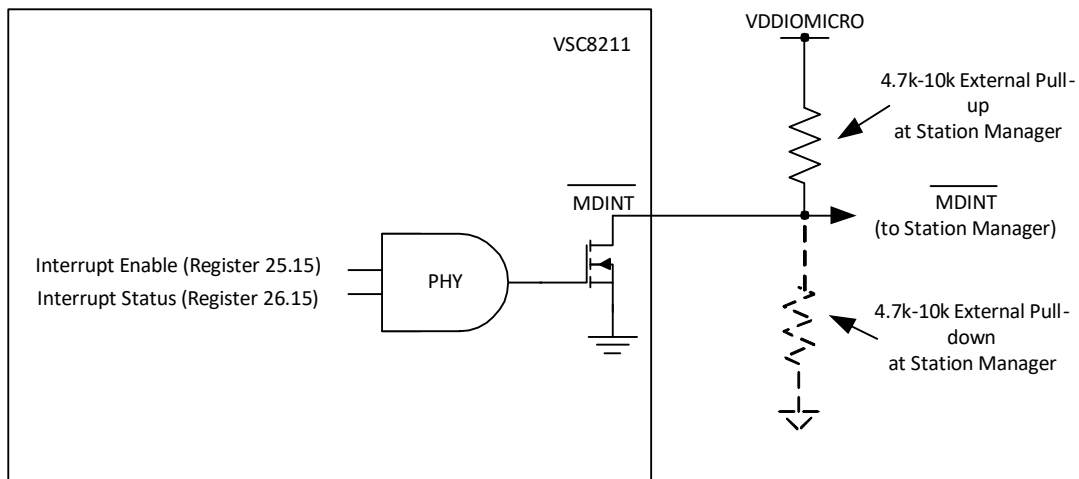 VSC8211
VDDIOMICRO
4.7k-10k External Pull-
up
at Station Manager
MDINT
MDINT
(to Station Manager)
Interrupt Enable (Register 25.15)
Interrupt Status (Register 26.15)
PHY
4.7k-10k External Pull-
down
at Station Manager